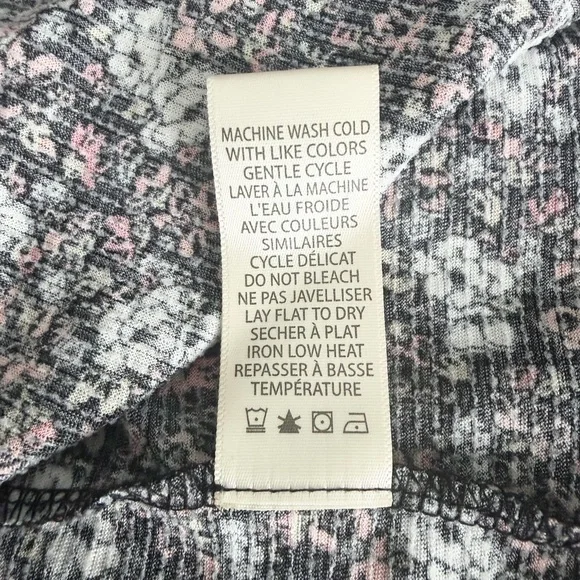 MACHINE WASH COLD
WITH LIKE COLORS
GENTLE CYCLE
LAVER À LA MACHINE
L'EAU FROIDE
AVEC COULEURS
SIMILAIRES
CYCLE DÉLICAT
DO NOT BLEACH
NE PAS JAVELLISER
LAY FLAT TO DRY
SECHER À PLAT
IRON LOW HEAT
REPASSER À BASSE
TEMPÉRATURE